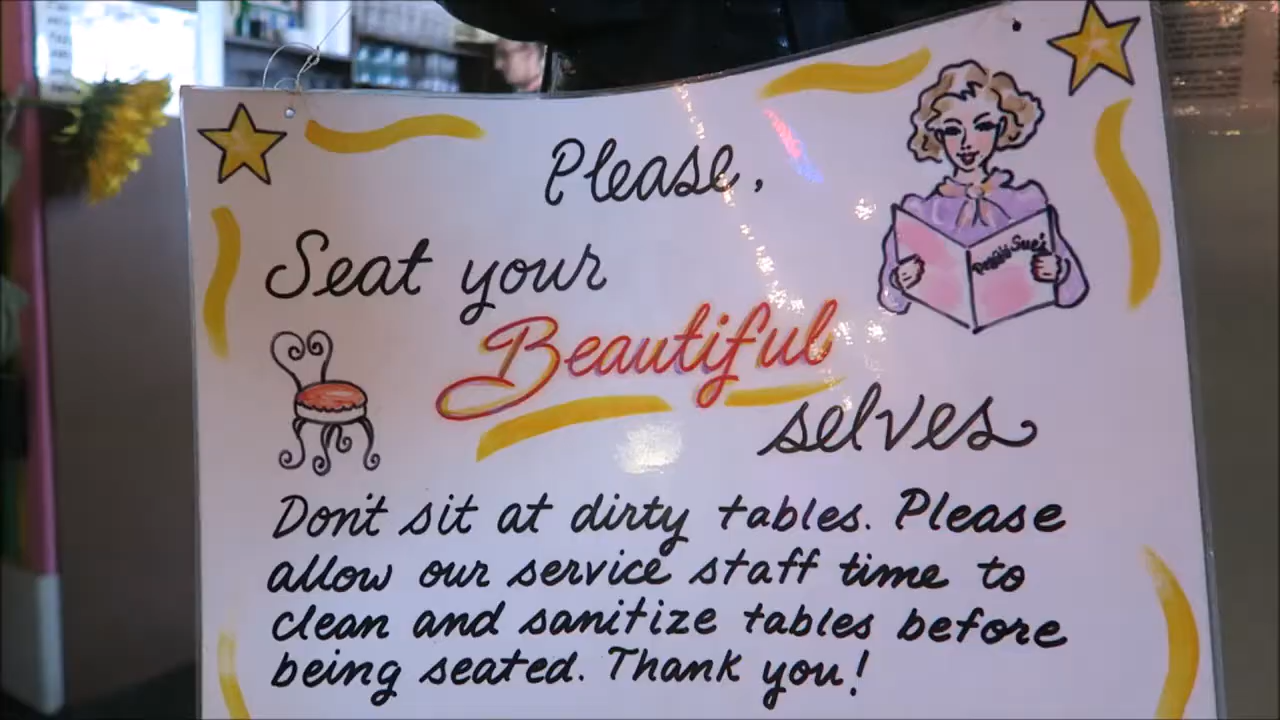 Please,
Seat your
Beautiful
selves
Don't sit at dirty tables. Please
allow our service staff time to
clean and sanitize tables before
being seated. Thank you!